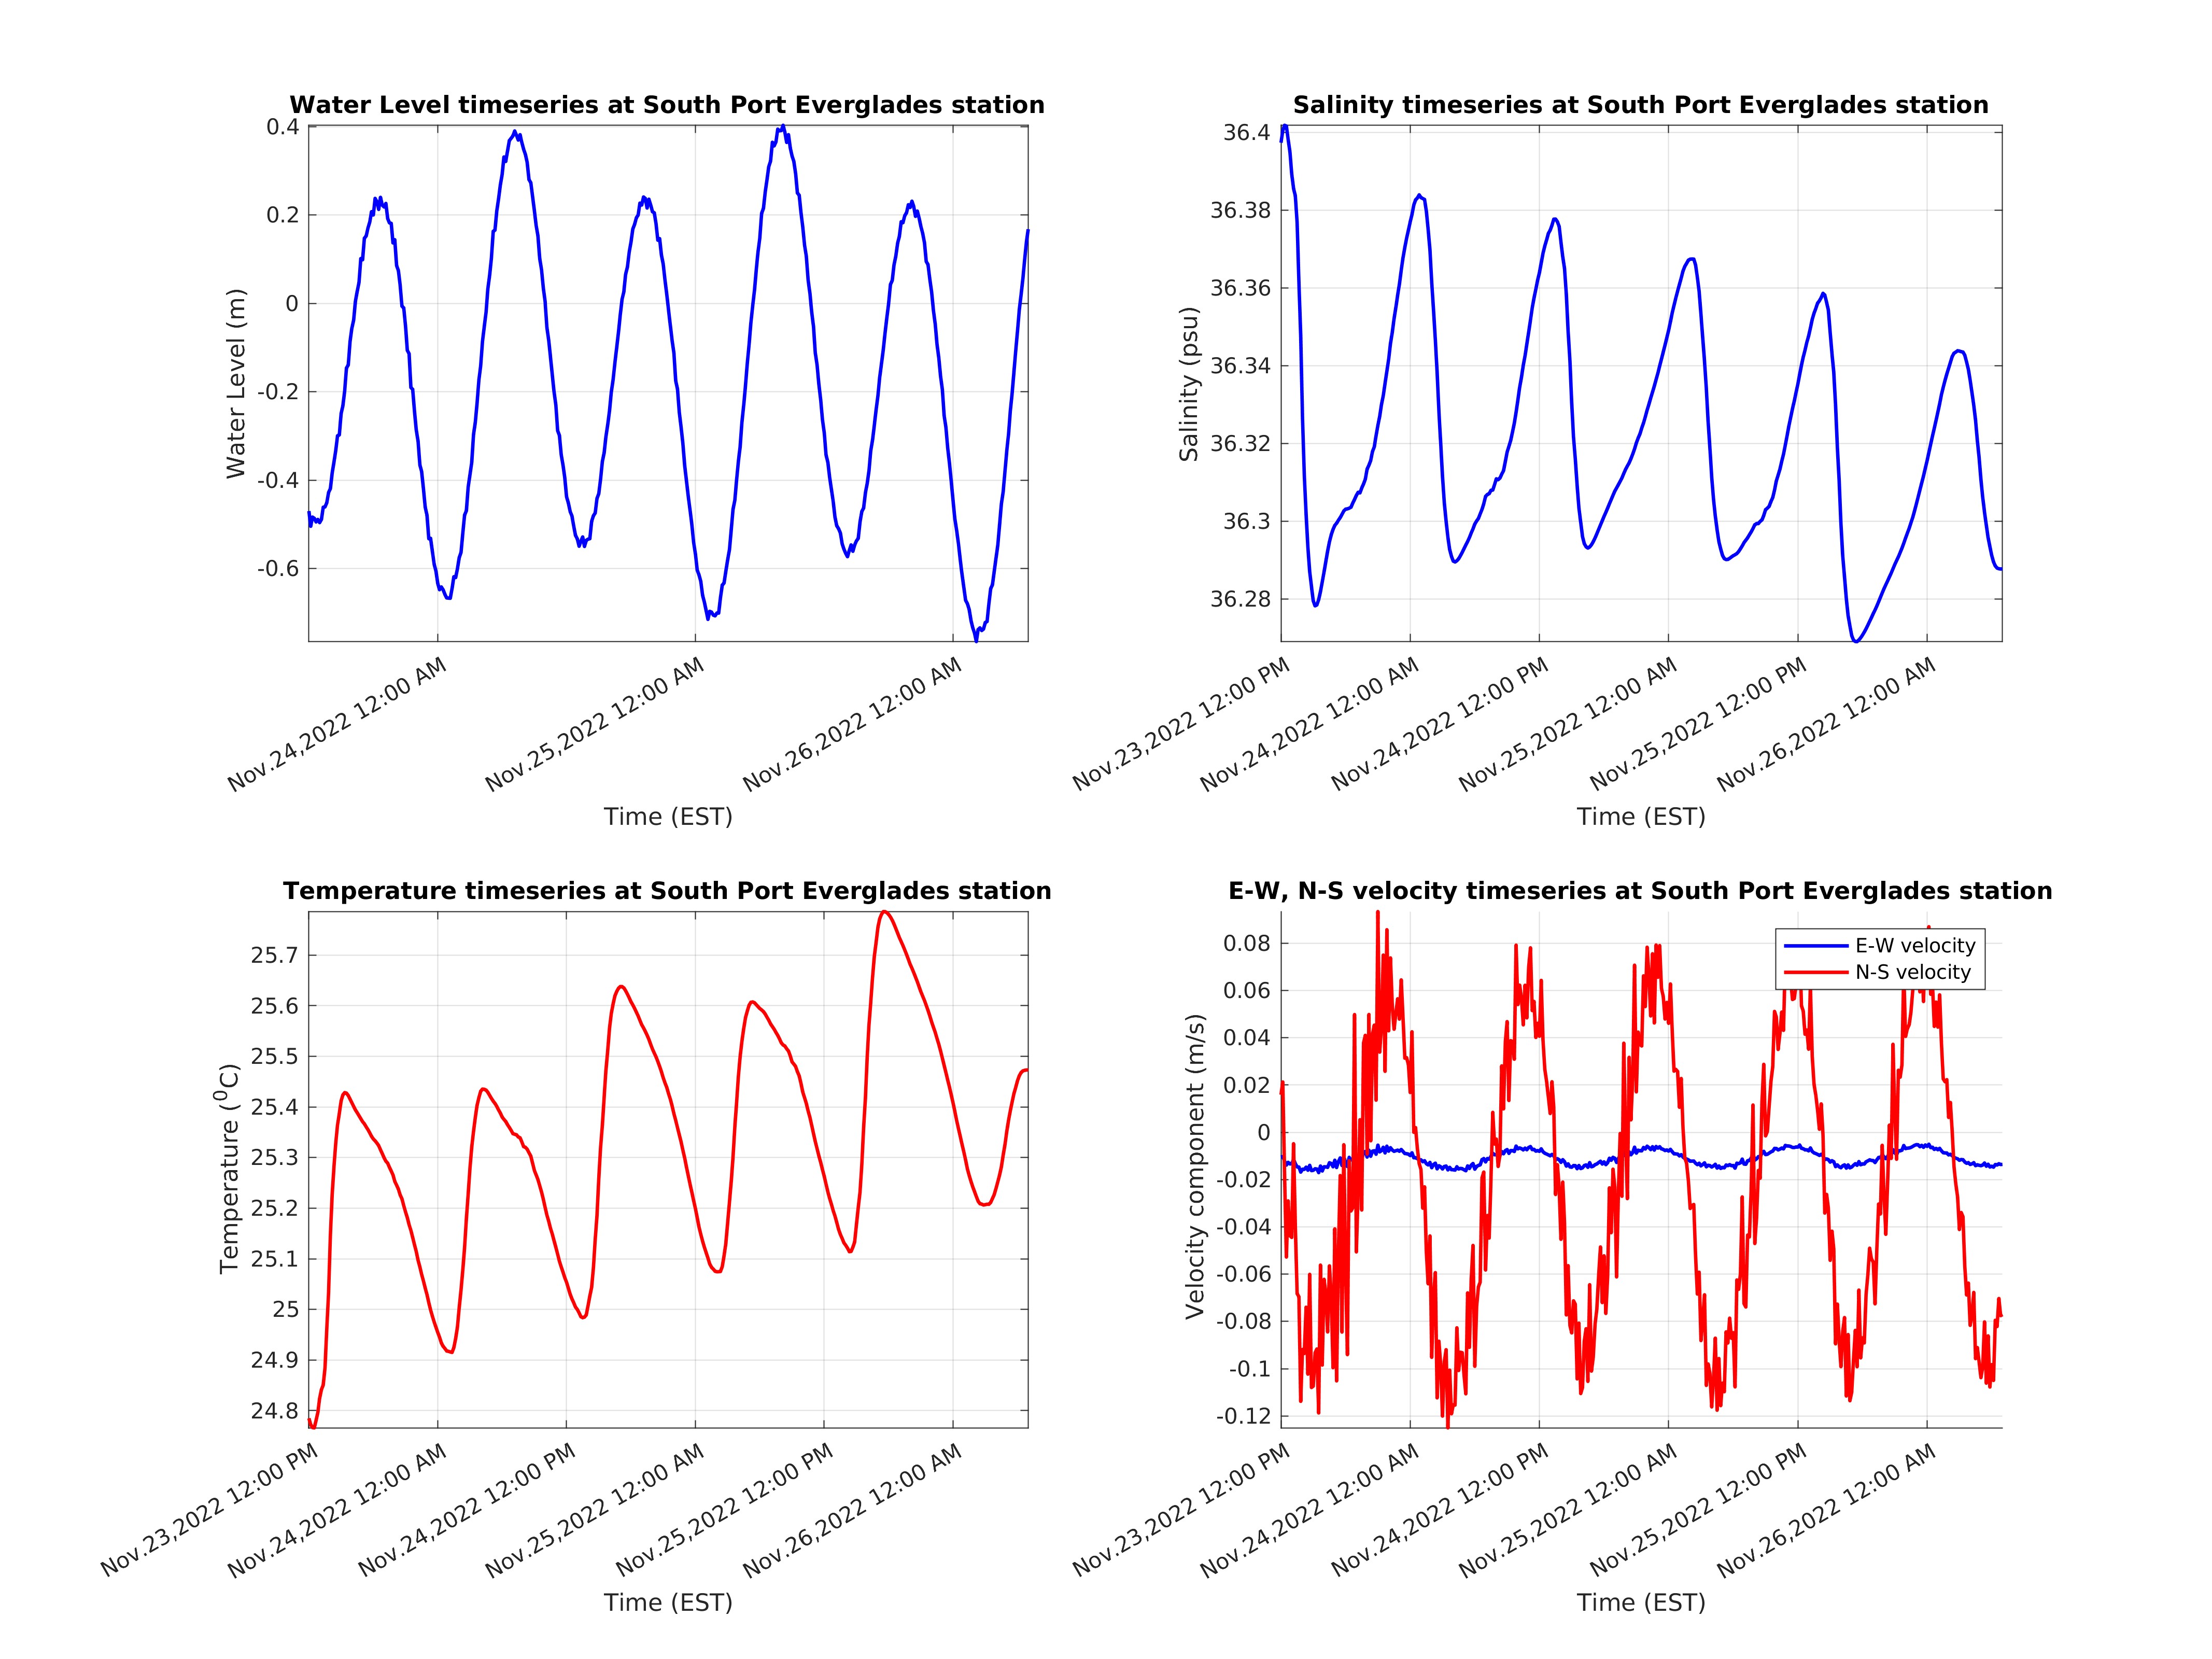 Water Level timeseries at South Port Everglades station
0.4
0.2
0
-0.2
-0.4
-0.6
Water Level (m)
Nov.24,2022 12:00 AM
Nov.25,2022 12:00 AM
Nov.26,2022 12:00 AM
Time (EST)
Salinity timeseries at South Port Everglades station
36.4
36.38
36.36
36.34
36.32
36.3
36.28
Salinity (psu)
Nov.23,2022 12:00 PM
Nov.24,2022 12:00 AM
Nov.24,2022 12:00 PM
Nov.25,2022 12:00 AM
Nov.25,2022 12:00 PM
Nov.26,2022 12:00 AM
Time (EST)
Temperature timeseries at South Port Everglades station
25.7
25.6
25.5
25.4
25.3
25.2
25.1
25
24.9
24.8
Temperature (⁰C)
Nov.23,2022 12:00 PM
Nov.24,2022 12:00 AM
Nov.24,2022 12:00 PM
Nov.25,2022 12:00 AM
Nov.25,2022 12:00 PM
Nov.26,2022 12:00 AM
Time (EST)
E-W, N-S velocity timeseries at South Port Everglades station
E-W velocity
N-S velocity
0.08
0.06
0.04
0.02
0
-0.02
-0.04
-0.06
-0.08
-0.1
-0.12
Velocity component (m/s)
Nov.23,2022 12:00 PM
Nov.24,2022 12:00 AM
Nov.24,2022 12:00 PM
Nov.25,2022 12:00 AM
Nov.25,2022 12:00 PM
Nov.26,2022 12:00 AM
Time (EST)